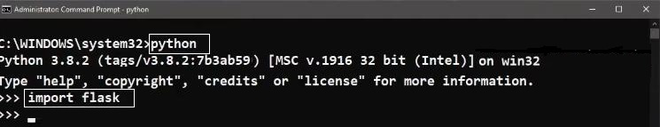 Administrator: Command Prompt - python
C:\WINDOWS\system32>python
Python 3.8.2 (tags/v3.8.2:7b3ab59) [MSC v.1916 32 bit (Intel)] on win32
Type "help", "copyright", "credits" or "license" for more information.
>>> import flask
>>>